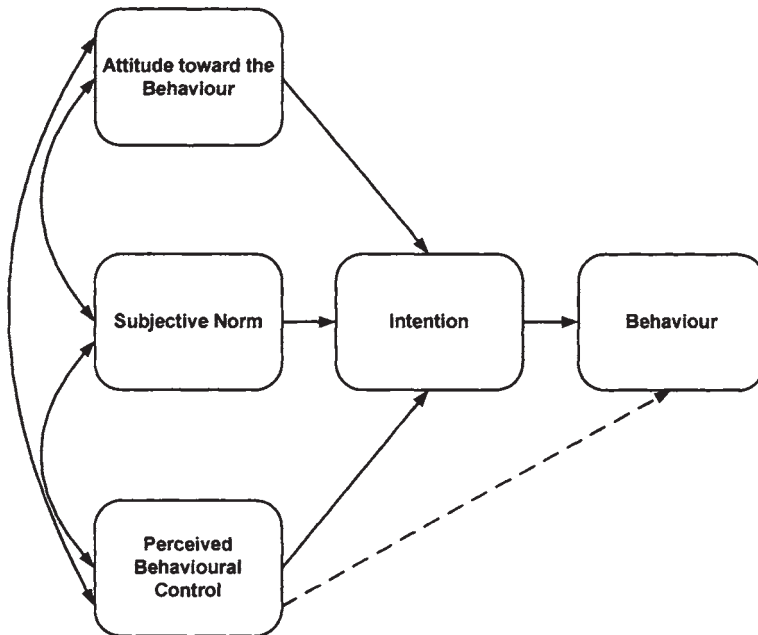 Attitude toward the
Behaviour
Subjective Norm
Intention
Behaviour
Perceived
Behavioural
Control